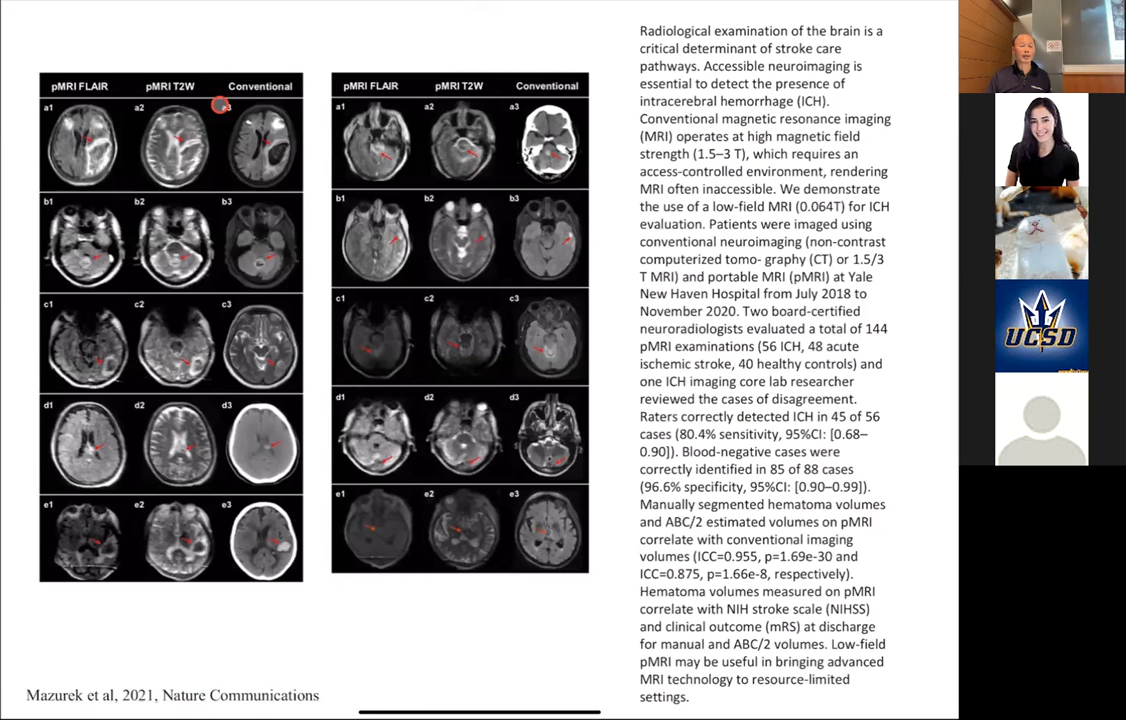 pMRI FLAIR pMRI T2W Conventional
a1 a2 a3
b1 b2 b3
c1 c2 c3
d1 d2 d3
e1 e2 e3
pMRI FLAIR pMRI T2W Conventional
a1 a2 a3
b1 b2 b3
c1 c2 c3
d1 d2 d3
e1 e2 e3
Radiological examination of the brain is a
critical determinant of stroke care
pathways. Accessible neuroimaging is
essential to detect the presence of
intracerebral hemorrhage (ICH).
Conventional magnetic resonance imaging
(MRI) operates at high magnetic field
strength (1.5–3 T), which requires an
access-controlled environment, rendering
MRI often inaccessible. We demonstrate
the use of a low-field MRI (0.064T) for ICH
evaluation. Patients were imaged using
conventional neuroimaging (non-contrast
computerized tomo- graphy (CT) or 1.5/3
T MRI) and portable MRI (pMRI) at Yale
New Haven Hospital from July 2018 to
November 2020. Two board-certified
neuroradiologists evaluated a total of 144
pMRI examinations (56 ICH, 48 acute
ischemic stroke, 40 healthy controls) and
one ICH imaging core lab researcher
reviewed the cases of disagreement.
Raters correctly detected ICH in 45 of 56
cases (80.4% sensitivity, 95%CI: [0.68–
0.90]). Blood-negative cases were
correctly identified in 85 of 88 cases
(96.6% specificity, 95%CI: [0.90–0.99]).
Manually segmented hematoma volumes
and ABC/2 estimated volumes on pMRI
correlate with conventional imaging
volumes (ICC=0.955, p=1.69e-30 and
ICC=0.875, p=1.66e-8, respectively).
Hematoma volumes measured on pMRI
correlate with NIH stroke scale (NIHSS)
and clinical outcome (mRS) at discharge
for manual and ABC/2 volumes. Low-field
pMRI may be useful in bringing advanced
MRI technology to resource-limited
settings.
Mazurek et al, 2021, Nature Communications
UCSD